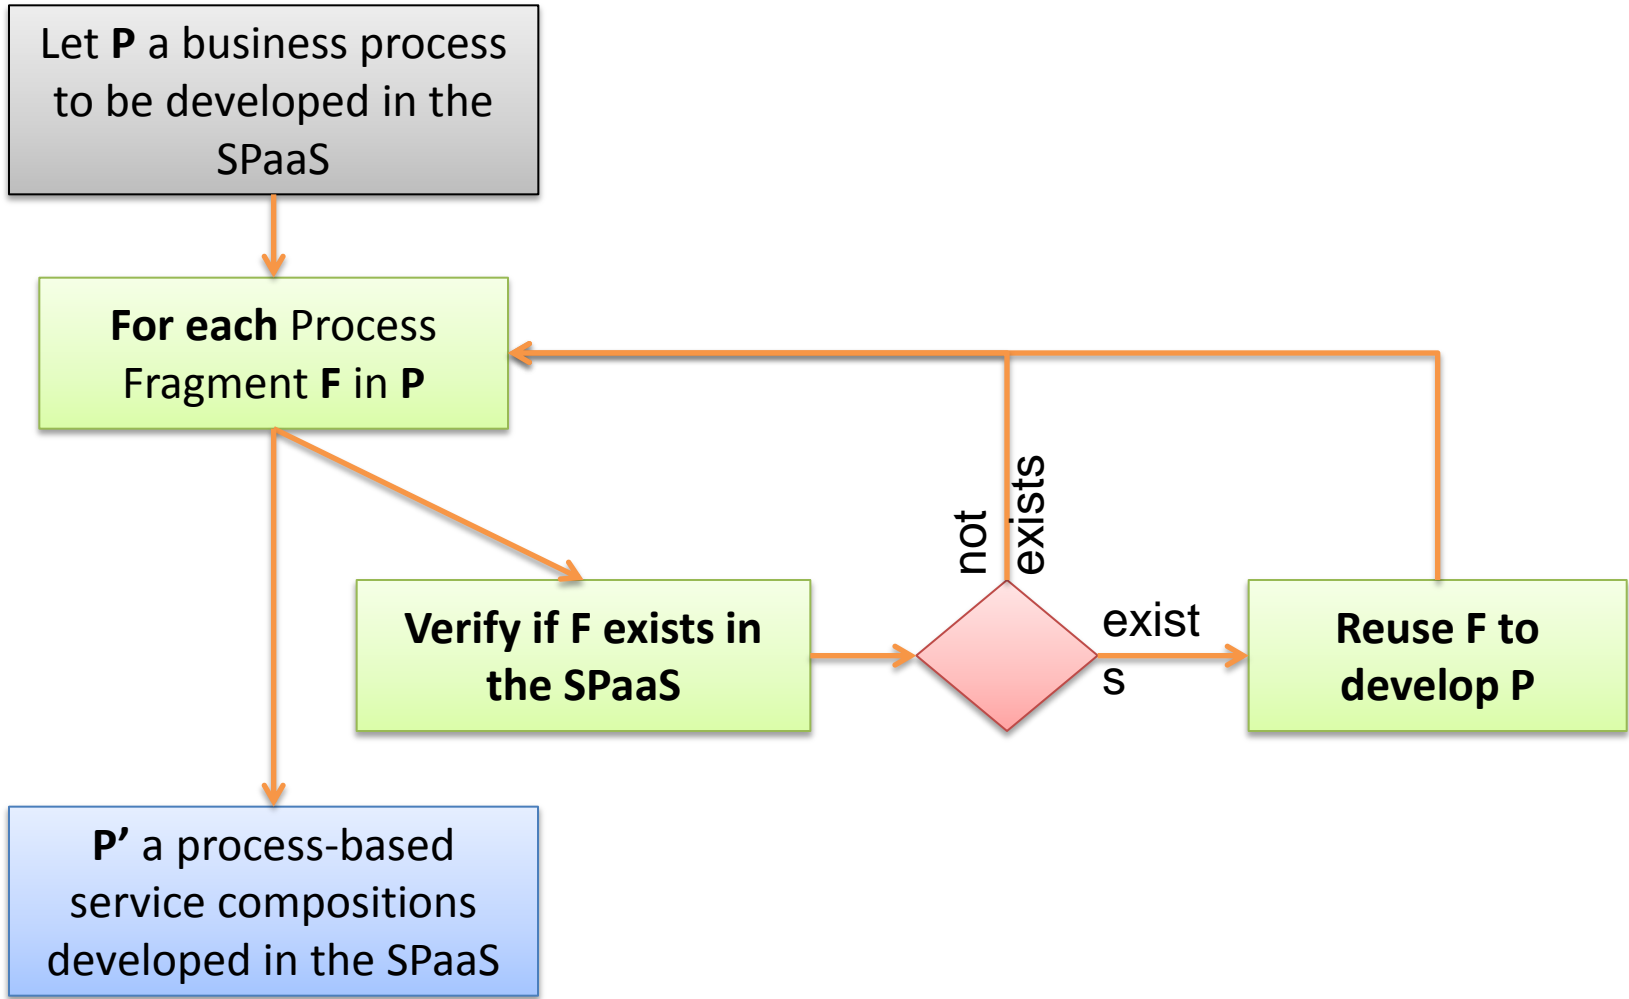 Let P a business process
to be developed in the
SPaaS
For each Process
Fragment F in P
not
exists
Verify if F exists in
the SPaaS
exist
s
Reuse F to
develop P
P’ a process-based
service compositions
developed in the SPaaS